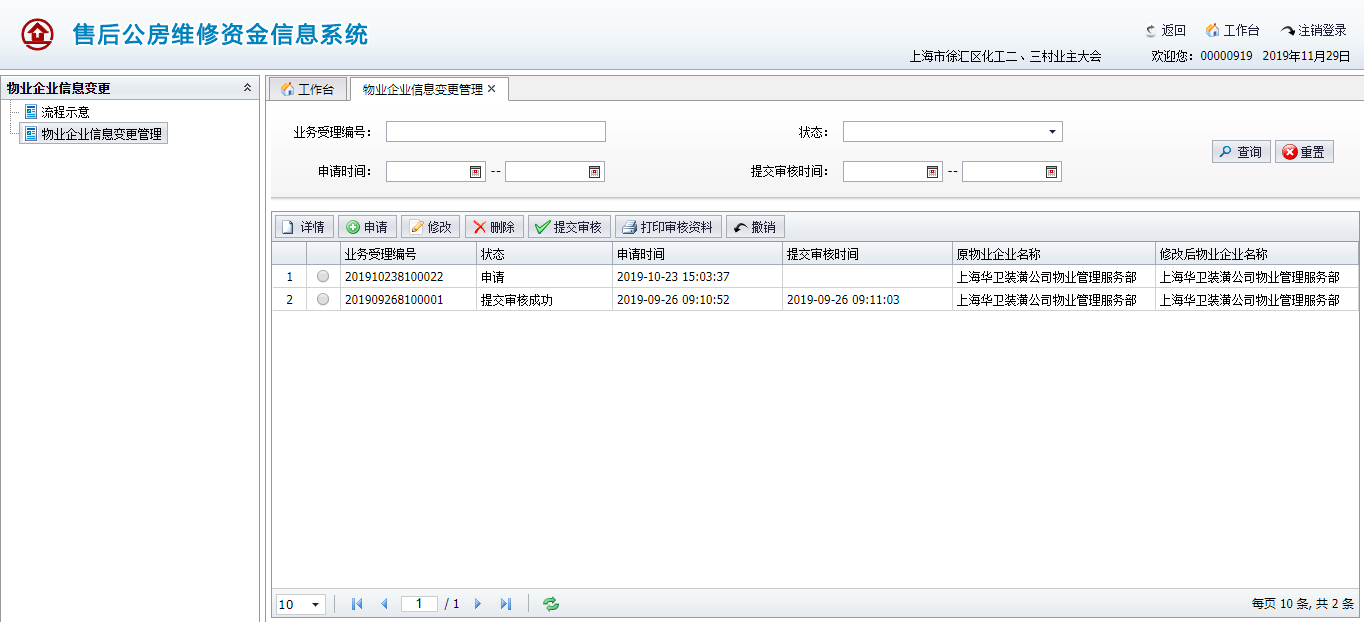 售后公房维修资金信息系统
返回 工作台 注销登录
上海市徐汇区化工二、三村业主大会 欢迎您：00000919 2019年11月29日
物业企业信息变更
流程示意
物业企业信息变更管理
工作台 物业企业信息变更管理 ×
业务受理编号： 状态：
申请时间： -- 提交审核时间： --
查询 重置
详情 申请 修改 删除 提交审核 打印审核资料 撤销
业务受理编号 状态 申请时间 提交审核时间 原物业企业名称 修改后物业企业名称
1 201910238100022 申请 2019-10-23 15:03:37 上海华卫装潢公司物业管理服务部 上海华卫装潢公司物业管理服务部
2 201909268100001 提交审核成功 2019-09-26 09:10:52 2019-09-26 09:11:03 上海华卫装潢公司物业管理服务部 上海华卫装潢公司物业管理服务部
10 1 / 1 每页 10 条, 共 2 条